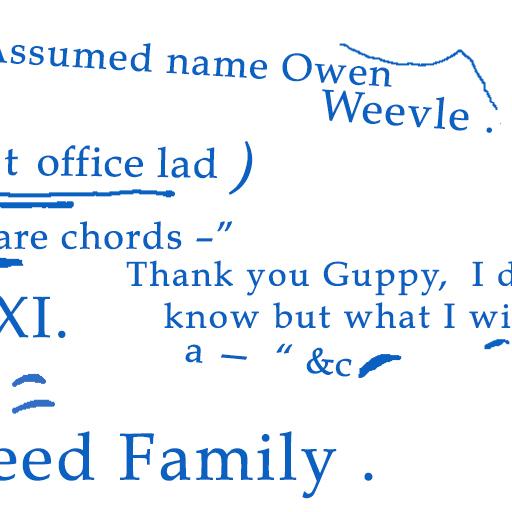 Assumed name Owen
Weevle .
t office lad )
are chords –”
Thank you Guppy, I d
know but what I wi
a — “ &c
XI.
eed Family .